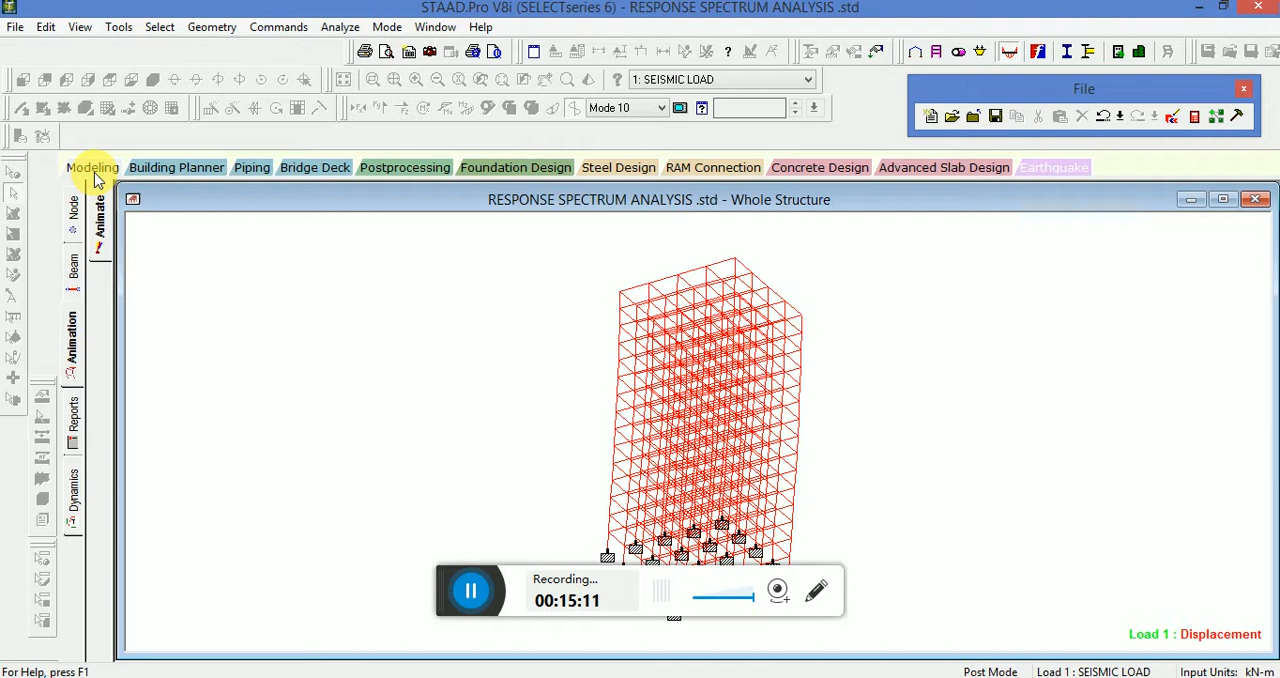 STAAD.Pro V8i (SELECTseries 6) - RESPONSE SPECTRUM ANALYSIS .std
File Edit View Tools Select Geometry Commands Analyze Mode Window Help
1: SEISMIC LOAD
File
Mode 10
Modeling Building Planner Piping Bridge Deck Postprocessing Foundation Design Steel Design RAM Connection Concrete Design Advanced Slab Design Earthquake
RESPONSE SPECTRUM ANALYSIS .std - Whole Structure
Node
Animate
Beam
Animation
Reports
Dynamics
Recording...
00:15:11
Load 1 : Displacement
For Help, press F1
Post Mode Load 1 : SEISMIC LOAD Input Units: kN-m